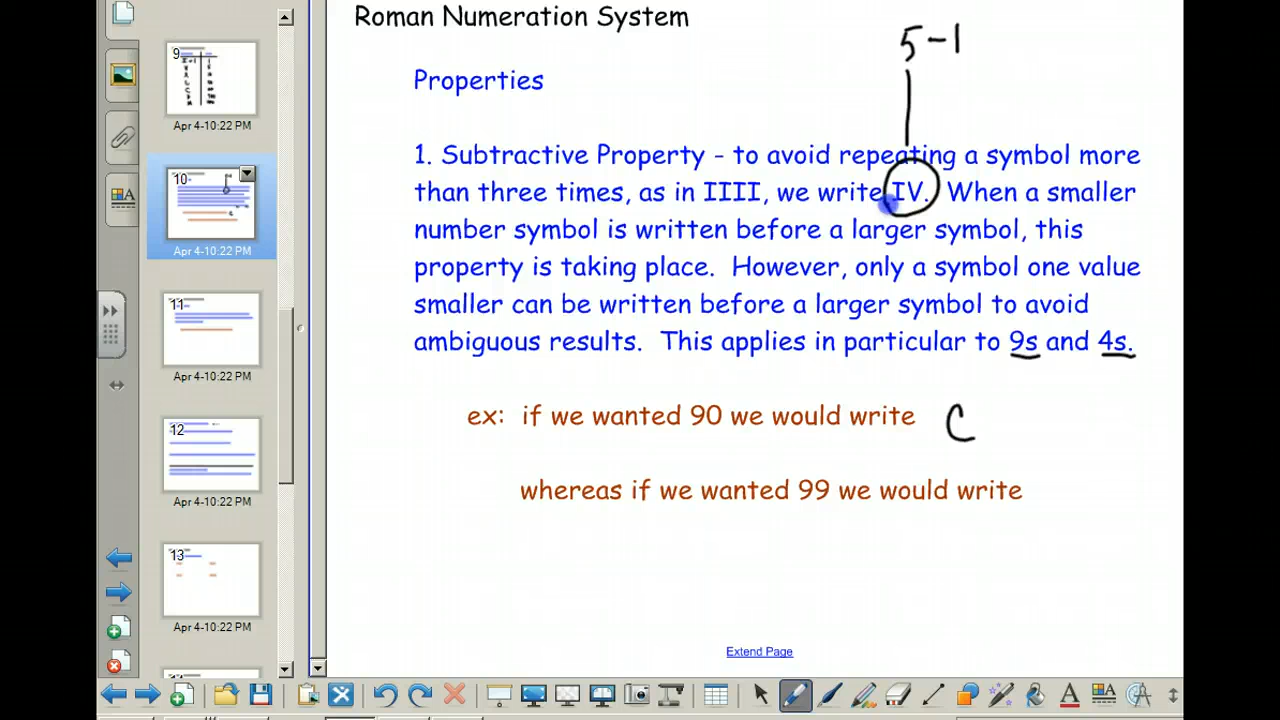 Roman Numeration System
5-1
Properties
1. Subtractive Property - to avoid repeating a symbol more
than three times, as in IIII, we write IV. When a smaller
number symbol is written before a larger symbol, this
property is taking place. However, only a symbol one value
smaller can be written before a larger symbol to avoid
ambiguous results. This applies in particular to 9s and 4s.
ex: if we wanted 90 we would write C
whereas if we wanted 99 we would write
Extend Page
9
Apr 4-10:22 PM
10
Apr 4-10:22 PM
11
Apr 4-10:22 PM
12
Apr 4-10:22 PM
13
Apr 4-10:22 PM